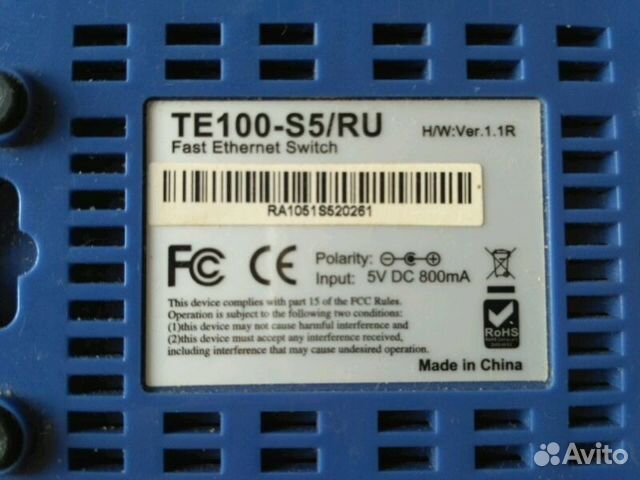 TE100-S5/RU
H/W:Ver.1.1R
Fast Ethernet Switch
RA1051S520261
FC CE
Polarity:
Input: 5V DC 800mA
This device complies with part 15 of the FCC Rules.
Operation is subject to the following two conditions:
(1)this device may not cause harmful interference and
(2)this device must accept any interference received,
including interference that may cause undesired operation.
RoHS
Made in China
Avito